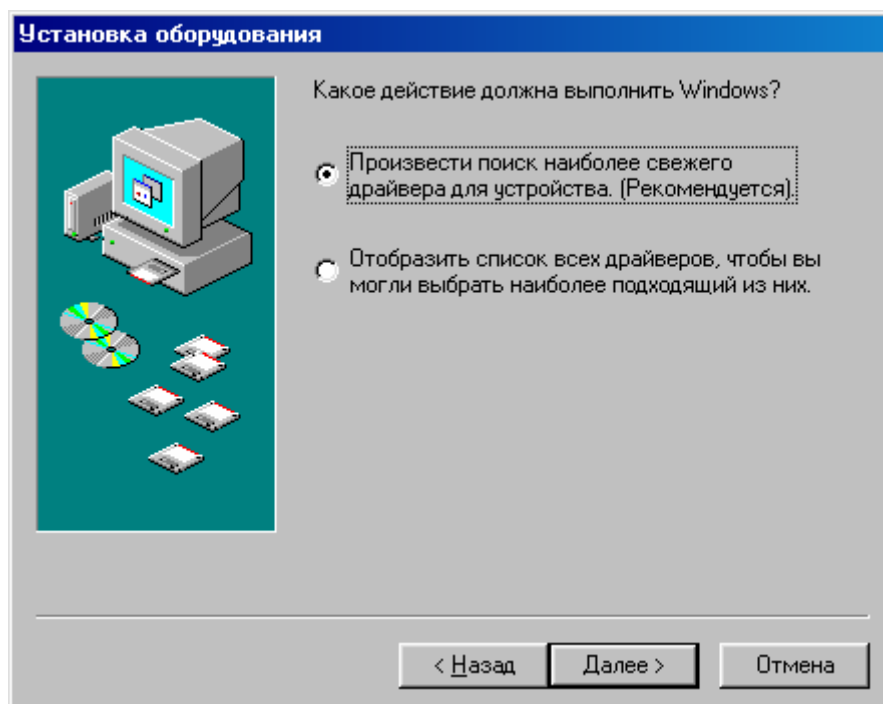 Установка оборудования
Какое действие должна выполнить Windows?
Произвести поиск наиболее свежего
драйвера для устройства. (Рекомендуется).
Отобразить список всех драйверов, чтобы вы
могли выбрать наиболее подходящий из них.
< Назад Далее > Отмена